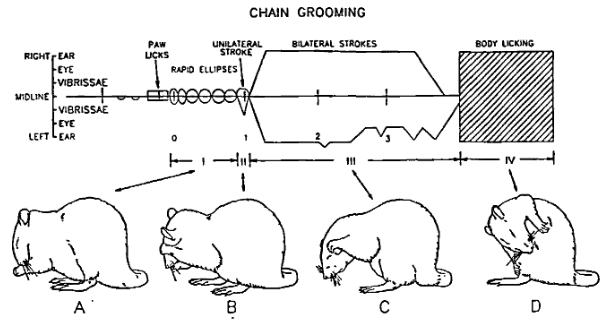 CHAIN GROOMING
PAW LICKS
UNILATERAL STROKE
BILATERAL STROKES
BODY LICKING
RAPID ELLIPSES
RIGHT EAR
EYE
VIBRISSAE
MIDLINE
VIBRISSAE
EYE
LEFT EAR
0 1 2 3
I II III IV
A B C D